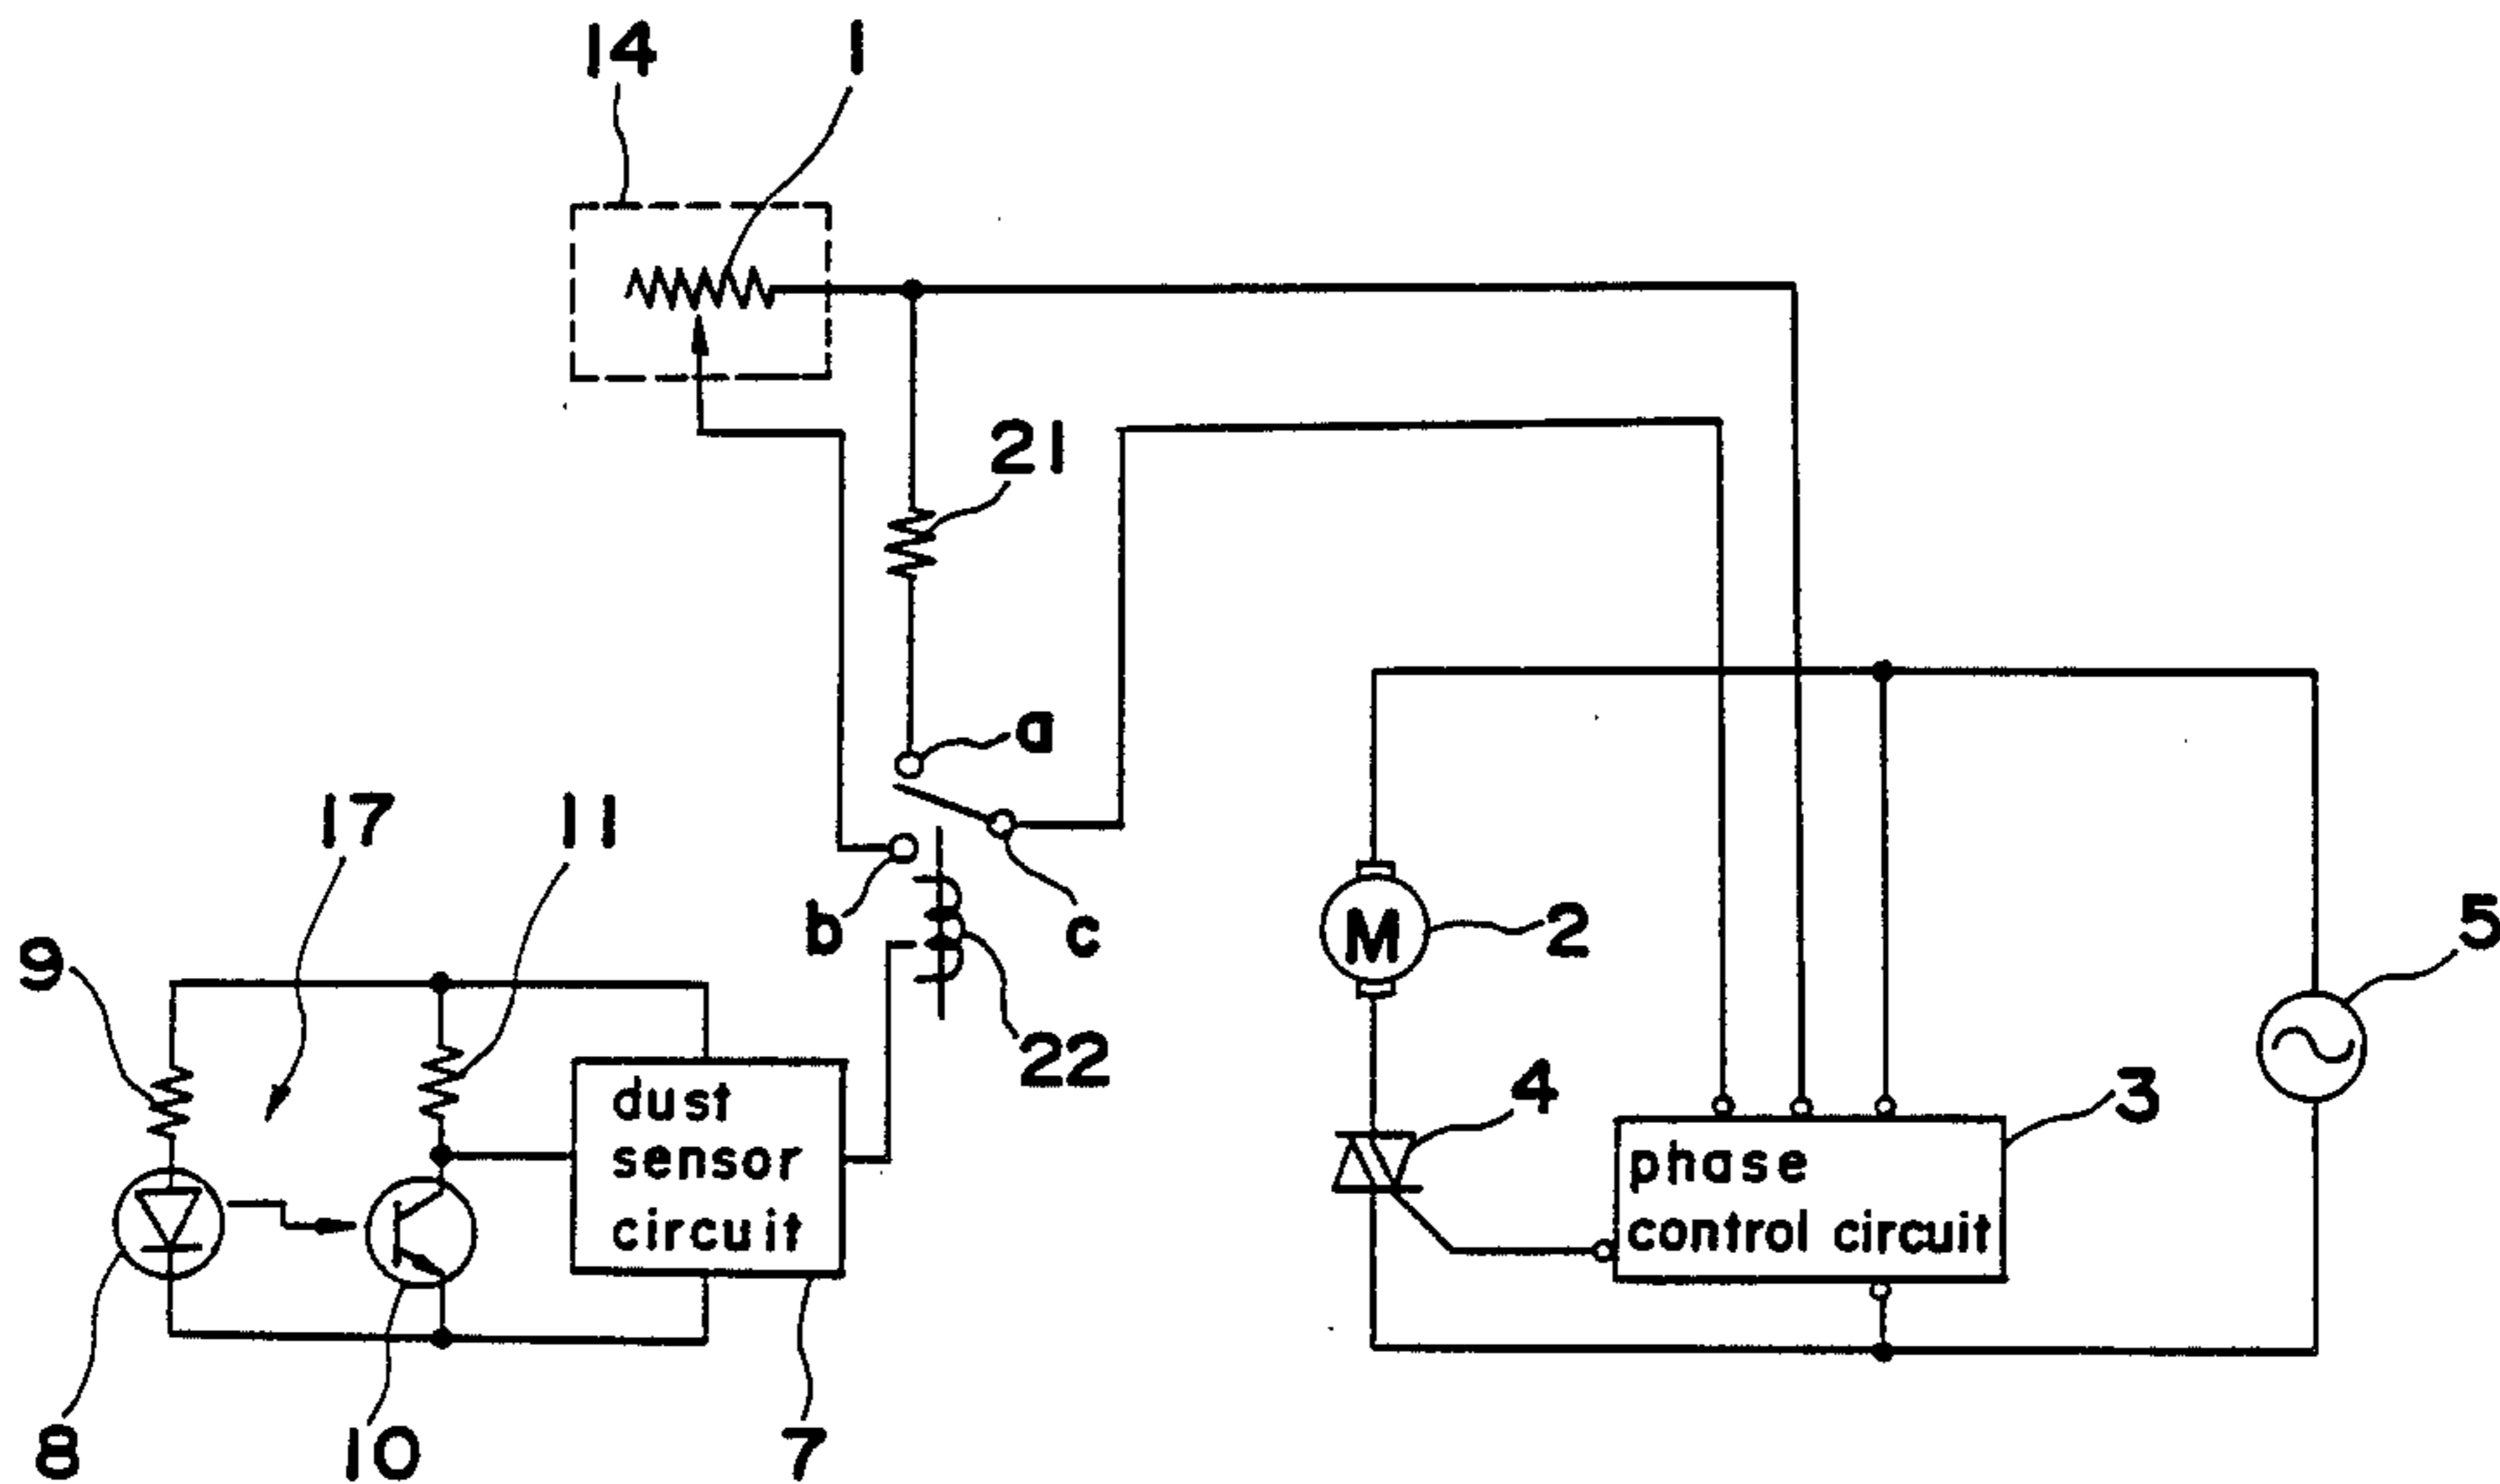 14
1
21
a
17
11
b
c
M
2
5
9
22
4
3
dust
sensor
circuit
phase
control circuit
8
10
7